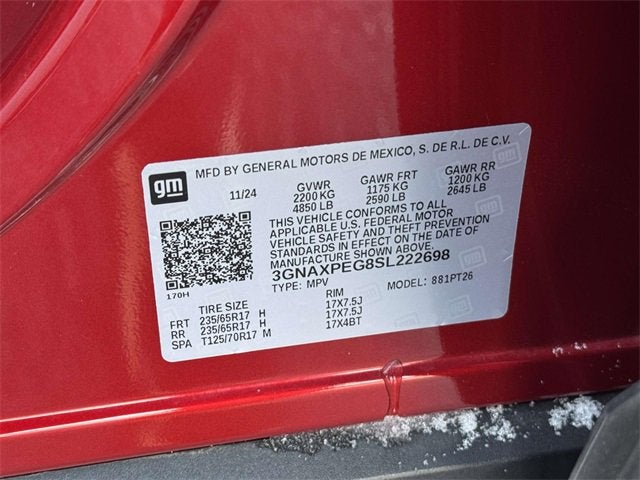 gm
MFD BY GENERAL MOTORS DE MEXICO, S. DE R.L. DE C.V.
11/24 GVWR GAWR FRT GAWR RR
2200 KG 1175 KG 1200 KG
4850 LB 2590 LB 2645 LB
THIS VEHICLE CONFORMS TO ALL
APPLICABLE U.S. FEDERAL MOTOR
VEHICLE SAFETY AND THEFT PREVENTION
STANDARDS IN EFFECT ON THE DATE OF
MANUFACTURE SHOWN ABOVE.
3GNAXPEG8SL222698
170H
TYPE: MPV MODEL: 881PT26
TIRE SIZE RIM
FRT 235/65R17 H 17X7.5J
RR 235/65R17 H 17X7.5J
SPA T125/70R17 M 17X4BT